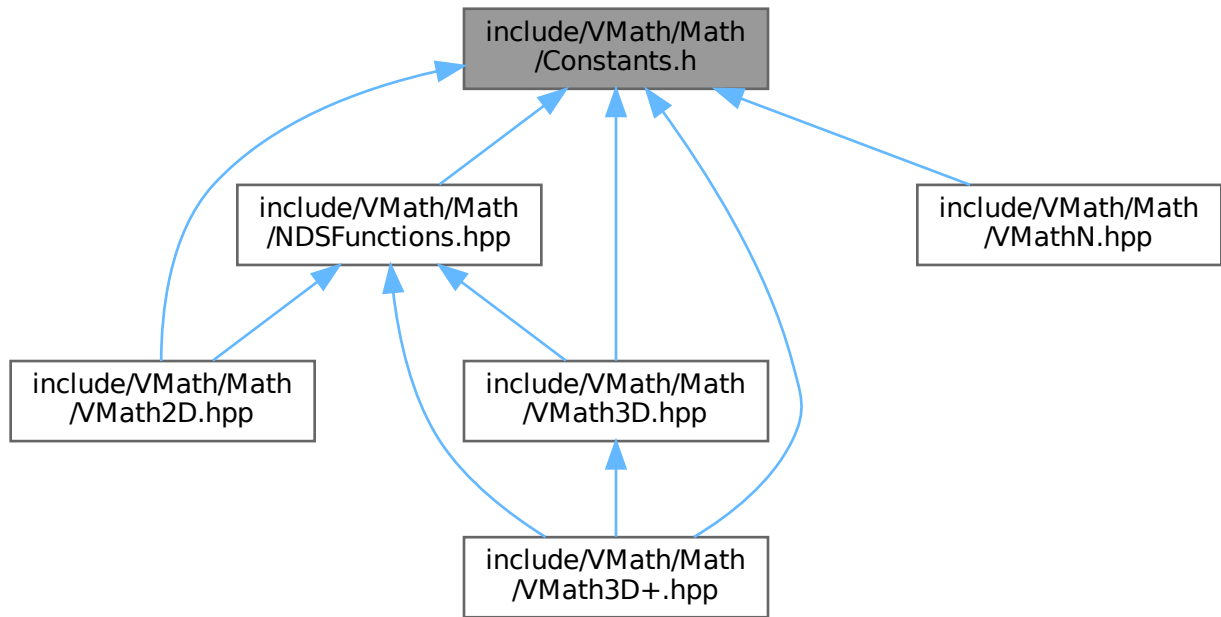 include/VMath/Math
/Constants.h
include/VMath/Math
/NDSFunctions.hpp
include/VMath/Math
/VMathN.hpp
include/VMath/Math
/VMath2D.hpp
include/VMath/Math
/VMath3D.hpp
include/VMath/Math
/VMath3D+.hpp